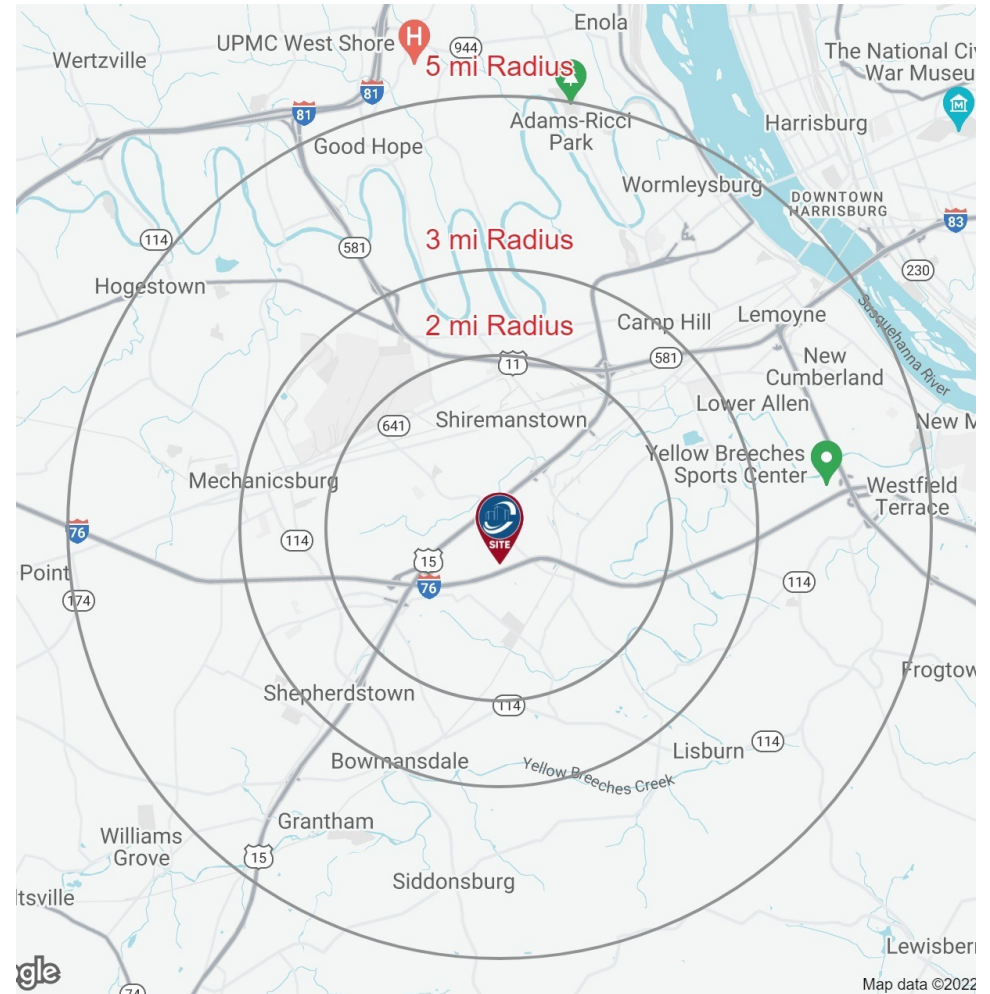 Enola
Wertzville
UPMC West Shore
H
944
The National Civ
War Museu
5 mi Radius
81
81
M
Adams-Ricci
Park
Harrisburg
Good Hope
Wormleysburg
DOWNTOWN
HARRISBURG
83
114
581
3 mi Radius
230
Hogestown
Susquehanna River
2 mi Radius
Camp Hill
Lemoyne
11
581
New
Cumberland
Lower Allen
641
Shiremanstown
New M
Yellow Breeches
Sports Center
Mechanicsburg
Westfield
Terrace
SITE
76
114
15
Point
76
114
174
Frogtow
Shepherdstown
114
Lisburn
114
Bowmansdale
Yellow Breeches Creek
Grantham
Williams
Grove
15
Siddonsburg
ltsville
Lewisberr
gle
74
Map data ©2022